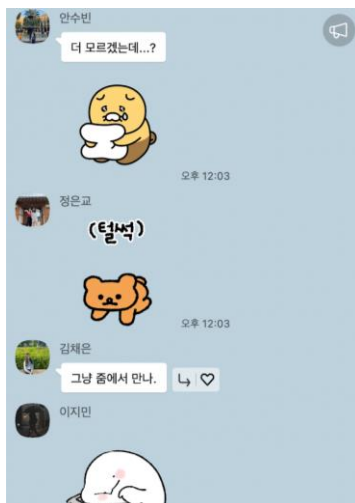 안수빈
더 모르겠는데...?
오후 12:03
정은교
(털썩)
오후 12:03
김채은
그냥 줌에서 만나.
이지민